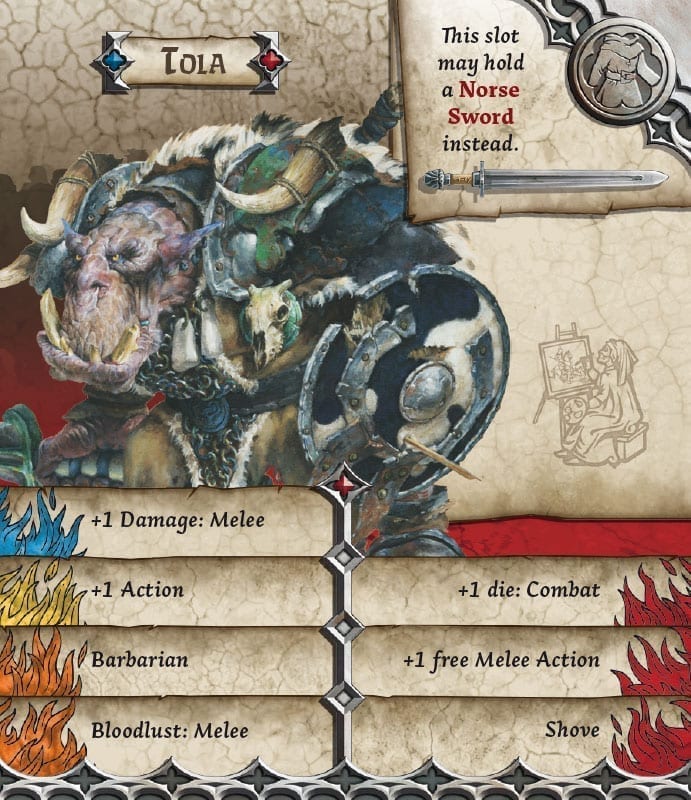 Tola
This slot
may hold
a Norse
Sword
instead.
+1 Damage: Melee
+1 Action
+1 die: Combat
Barbarian
+1 free Melee Action
Bloodlust: Melee
Shove